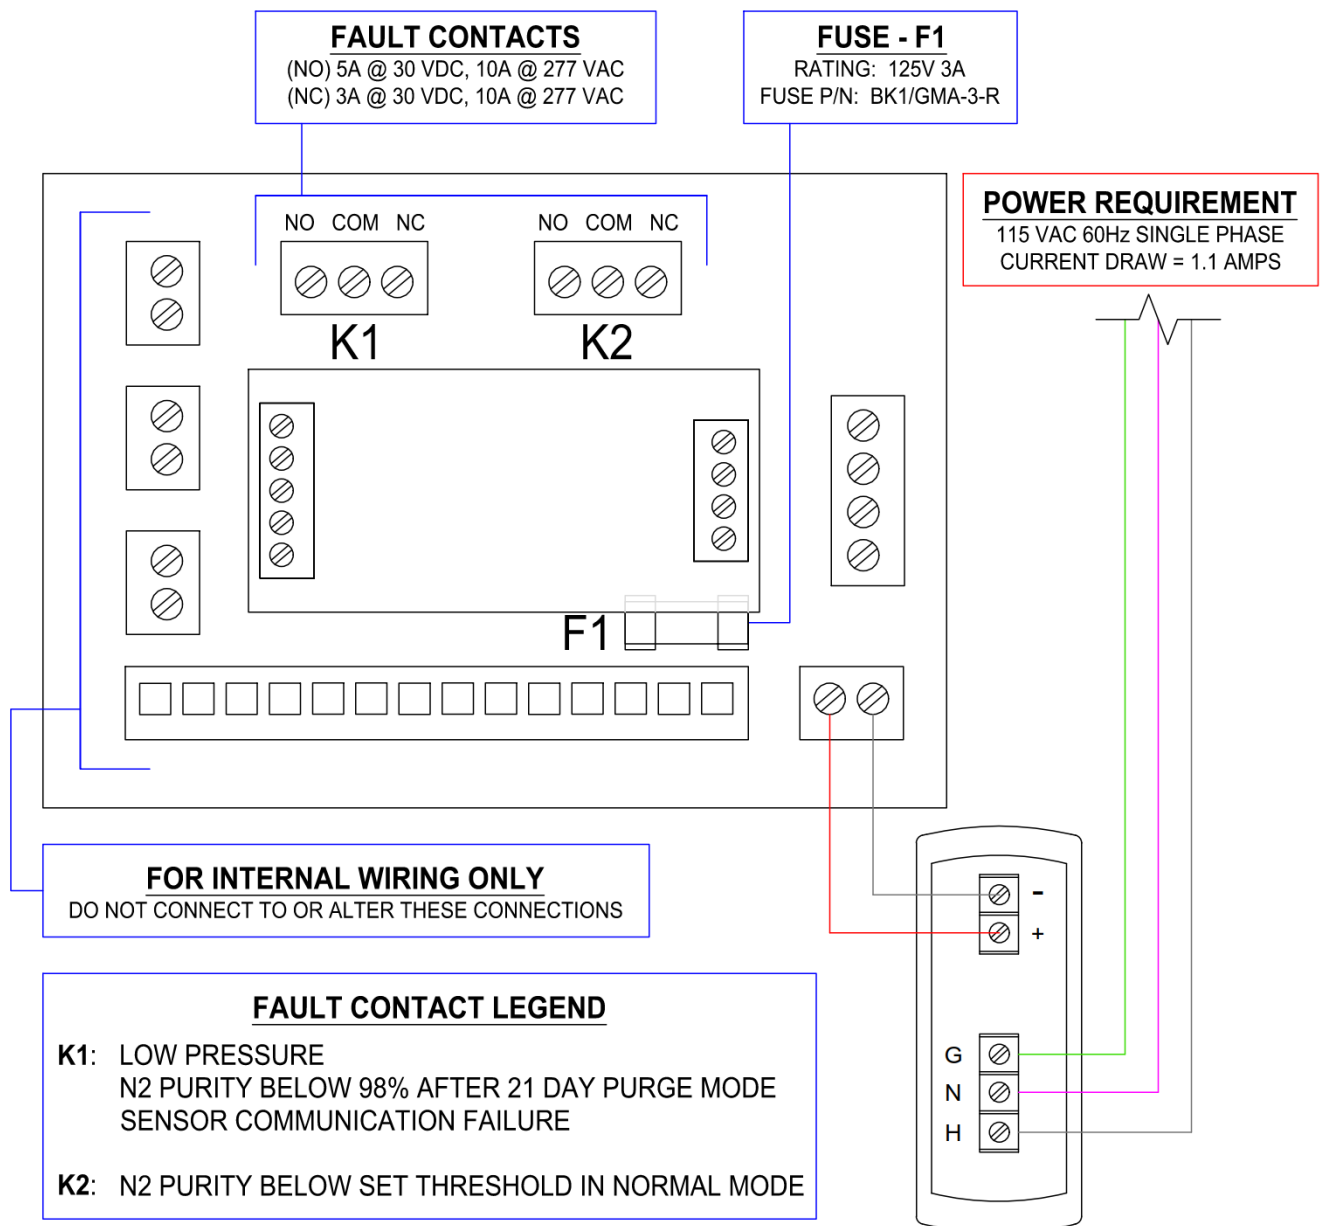 FAULT CONTACTS
(NO) 5A @ 30 VDC, 10A @ 277 VAC
(NC) 3A @ 30 VDC, 10A @ 277 VAC
FUSE - F1
RATING: 125V 3A
FUSE P/N: BK1/GMA-3-R
POWER REQUIREMENT
115 VAC 60Hz SINGLE PHASE
CURRENT DRAW = 1.1 AMPS
NO COM NC
NO COM NC
K1
K2
F1
FOR INTERNAL WIRING ONLY
DO NOT CONNECT TO OR ALTER THESE CONNECTIONS
-
+
G
N
H
FAULT CONTACT LEGEND
K1: LOW PRESSURE
N2 PURITY BELOW 98% AFTER 21 DAY PURGE MODE
SENSOR COMMUNICATION FAILURE
K2: N2 PURITY BELOW SET THRESHOLD IN NORMAL MODE